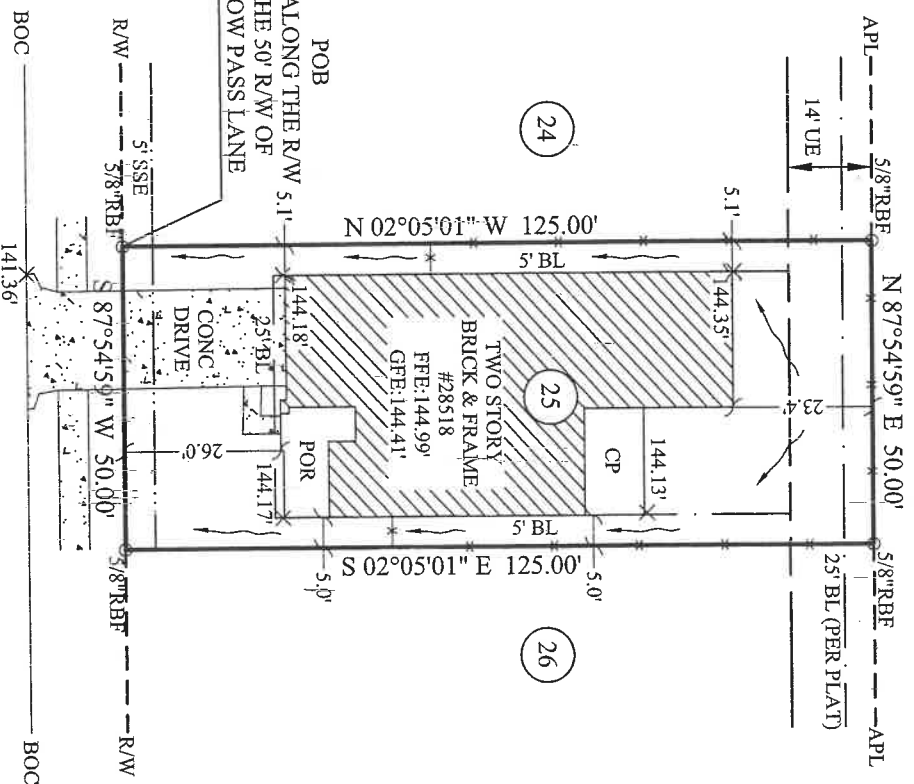 APL
APL
5/8"RBF
N 87°54'59" E 50.00'
5/8"RBF
14' UE
25' BL (PER PLAT)
24
5.1'
144.35'
23.4'
N 02°05'01" W 125.00'
5' BL
TWO STORY
BRICK & FRAME
#28518
FFE:144.99'
GFE:144.41'
25
CP
144.13'
26
5.0'
5' BL
S 02°05'01" E 125.00'
5.0'
POB
ALONG THE R/W
HE 50' R/W OF
OW PASS LANE
5.1'
144.18'
25' BL
POR
144.17'
26.0'
CONC
DRIVE
5' SSE
R/W
5/8"RBF
S 87°54'59" W 50.00'
5/8"RBF
R/W
BOC
141.36'
BOC